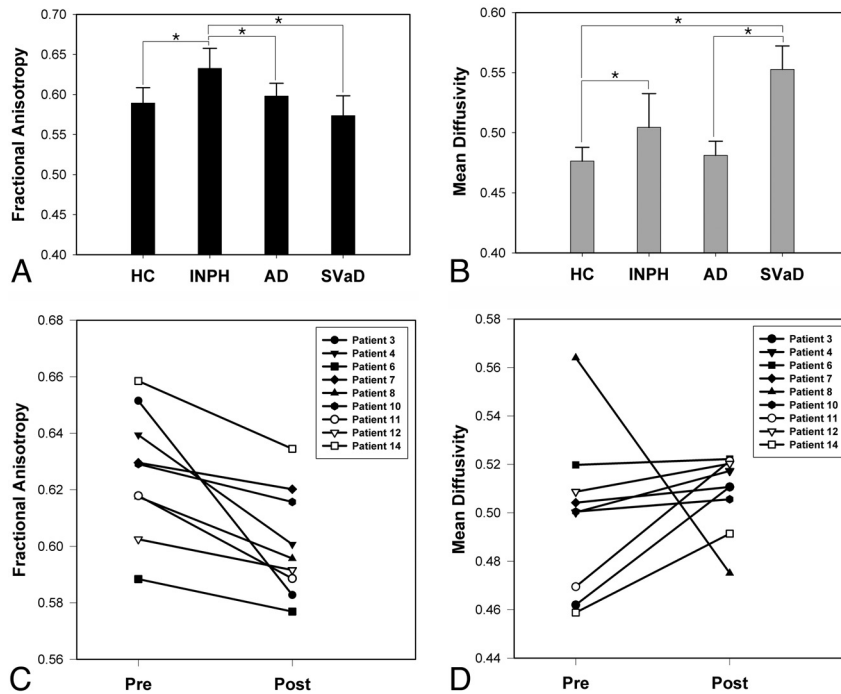 Fractional Anisotropy
0.70
0.65
0.60
0.55
0.50
0.45
0.40
*
*
*
HC INPH AD SVaD
A
Mean Diffusivity
0.60
0.55
0.50
0.45
0.40
*
*
*
HC INPH AD SVaD
B
Fractional Anisotropy
0.68
0.66
0.64
0.62
0.60
0.58
0.56
Patient 3
Patient 4
Patient 6
Patient 7
Patient 8
Patient 10
Patient 11
Patient 12
Patient 14
Pre Post
C
Mean Diffusivity
0.58
0.56
0.54
0.52
0.50
0.48
0.46
0.44
Patient 3
Patient 4
Patient 6
Patient 7
Patient 8
Patient 10
Patient 11
Patient 12
Patient 14
Pre Post
D